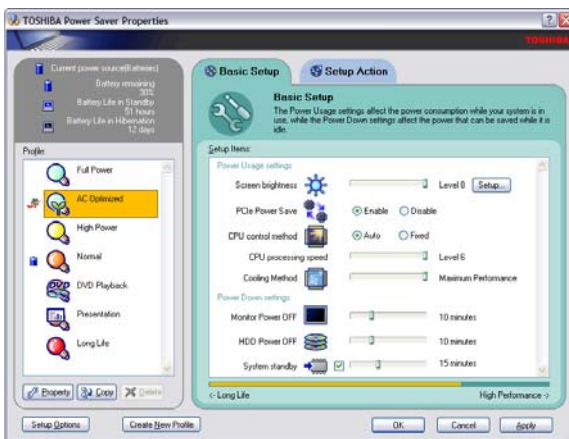 TOSHIBA Power Saver Properties
TOSHIBA
Current power source(Batteries)
Battery remaining
30%
Battery Life in Standby
51 hours
Battery Life in Hibernation
12 days
Profile:
Full Power
AC Optimized
High Power
Normal
DVD Playback
Presentation
Long Life
Property
Copy
Delete
Setup Options
Create New Profile
Basic Setup
Setup Action
Basic Setup
The Power Usage settings affect the power consumption while your system is in
use, while the Power Down settings affect the power that can be saved while it is
idle.
Setup Items:
Power Usage settings
Screen brightness Level 8 Setup...
PCIe Power Save Enable Disable
CPU control method Auto Fixed
CPU processing speed Level 6
Cooling Method Maximum Performance
Power Down settings
Monitor Power OFF 10 minutes
HDD Power OFF 10 minutes
System standby 15 minutes
<- Long Life High Performance ->
OK Cancel Apply